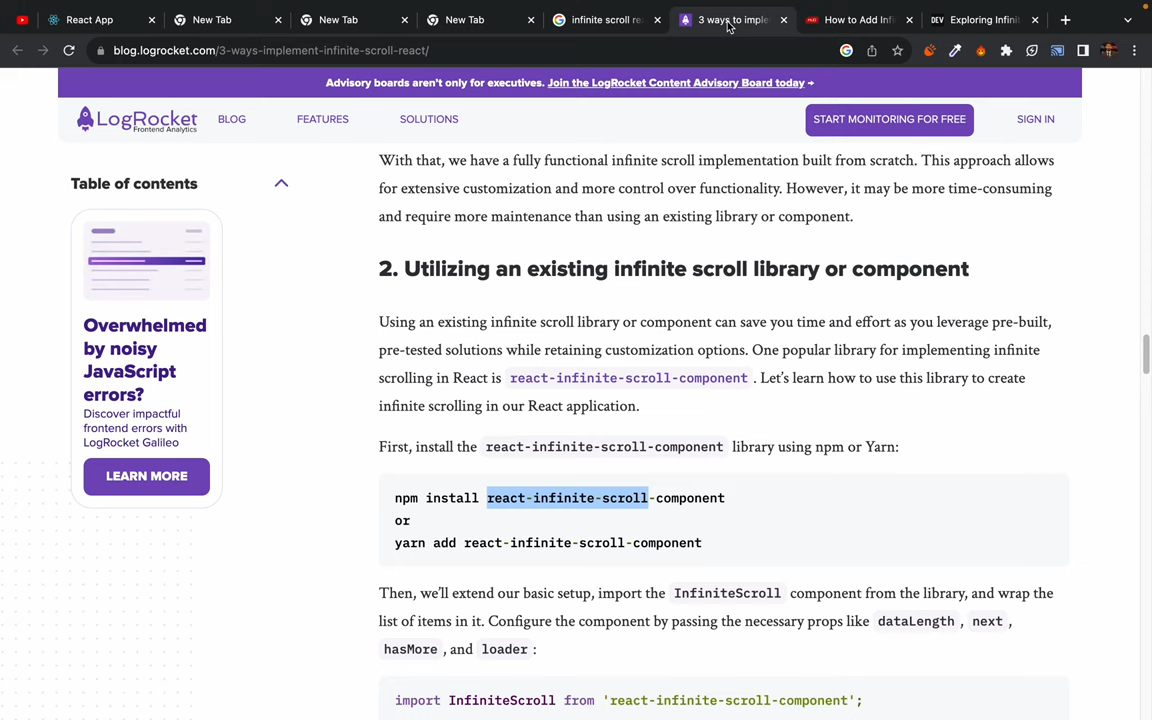 React App
New Tab
New Tab
New Tab
infinite scroll re
3 ways to imple
How to Add Infi
DEV
Exploring Infinit
blog.logrocket.com/3-ways-implement-infinite-scroll-react/
Advisory boards aren't only for executives. Join the LogRocket Content Advisory Board today →
LogRocket
Frontend Analytics
BLOG
FEATURES
SOLUTIONS
START MONITORING FOR FREE
SIGN IN
Table of contents
Overwhelmed
by noisy
JavaScript
errors?
Discover impactful
frontend errors with
LogRocket Galileo
LEARN MORE
With that, we have a fully functional infinite scroll implementation built from scratch. This approach allows
for extensive customization and more control over functionality. However, it may be more time-consuming
and require more maintenance than using an existing library or component.
2. Utilizing an existing infinite scroll library or component
Using an existing infinite scroll library or component can save you time and effort as you leverage pre-built,
pre-tested solutions while retaining customization options. One popular library for implementing infinite
scrolling in React is react-infinite-scroll-component. Let's learn how to use this library to create
infinite scrolling in our React application.
First, install the react-infinite-scroll-component library using npm or Yarn:
npm install react-infinite-scroll-component
or
yarn add react-infinite-scroll-component
Then, we'll extend our basic setup, import the InfiniteScroll component from the library, and wrap the
list of items in it. Configure the component by passing the necessary props like dataLength, next,
hasMore, and loader:
import InfiniteScroll from 'react-infinite-scroll-component';